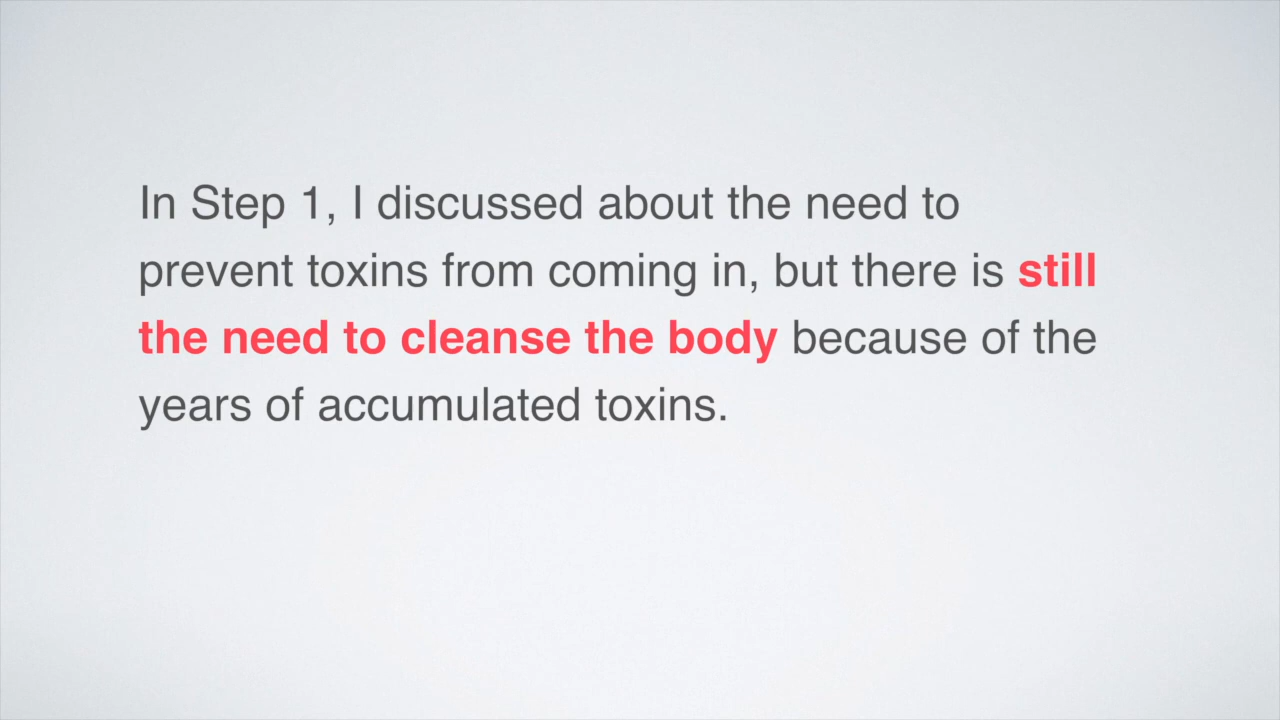 In Step 1, I discussed about the need to
prevent toxins from coming in, but there is still
the need to cleanse the body because of the
years of accumulated toxins.